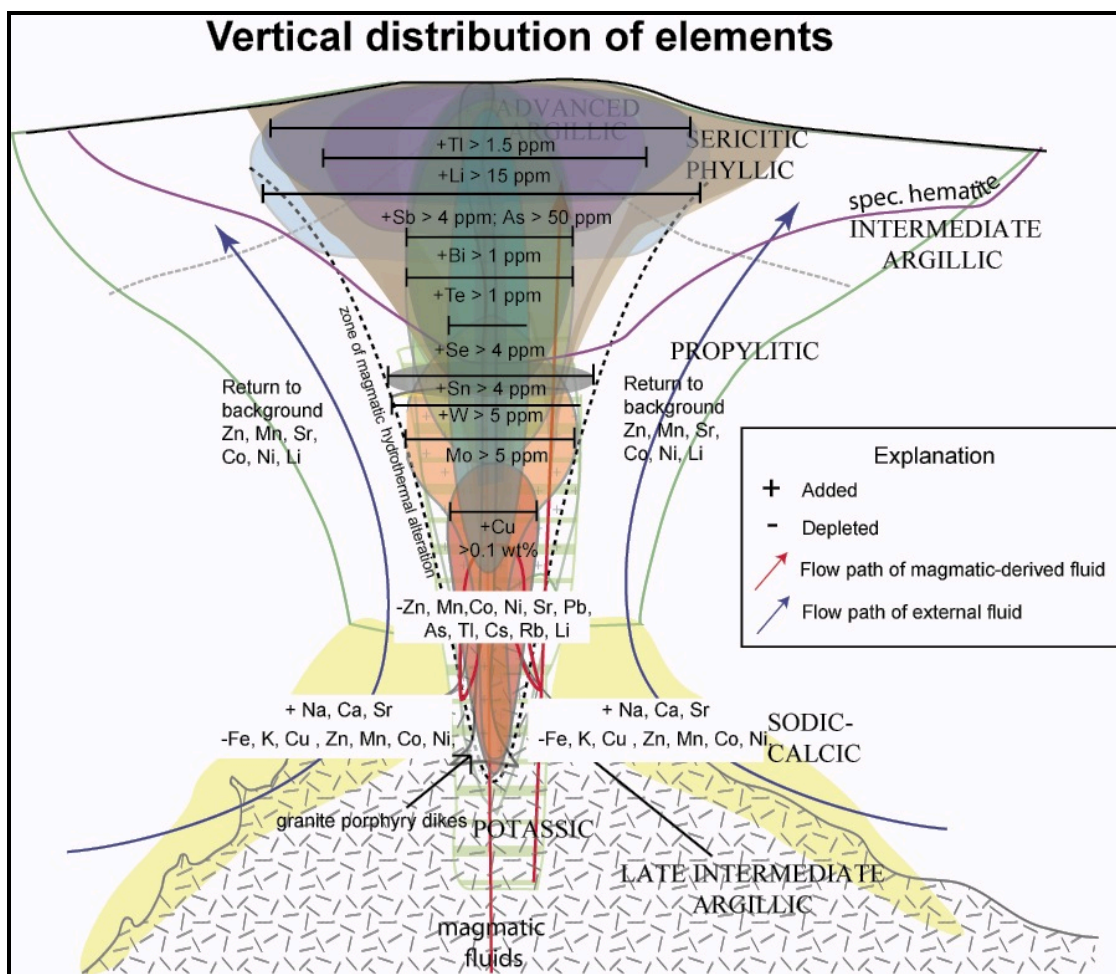 Vertical distribution of elements
ADVANCED
ARGILLIC
+Tl > 1.5 ppm
SERICITIC
PHYLLIC
+Li > 15 ppm
spec. hematite
+Sb > 4 ppm; As > 50 ppm
INTERMEDIATE
ARGILLIC
+Bi > 1 ppm
+Te > 1 ppm
zone of magmatic hydrothermal alteration
+Se > 4 ppm
PROPYLITIC
Return to
background
Zn, Mn, Sr,
Co, Ni, Li
+Sn > 4 ppm
+W > 5 ppm
Mo > 5 ppm
Return to
background
Zn, Mn, Sr,
Co, Ni, Li
Explanation
+ Added
- Depleted
Flow path of magmatic-derived fluid
Flow path of external fluid
+Cu
>0.1 wt%
-Zn, Mn,Co, Ni, Sr, Pb,
As, Tl, Cs, Rb, Li
+ Na, Ca, Sr
-Fe, K, Cu , Zn, Mn, Co, Ni,
+ Na, Ca, Sr
-Fe, K, Cu , Zn, Mn, Co, Ni,
SODIC-
CALCIC
granite porphyry dikes
POTASSIC
LATE INTERMEDIATE
ARGILLIC
magmatic
fluids